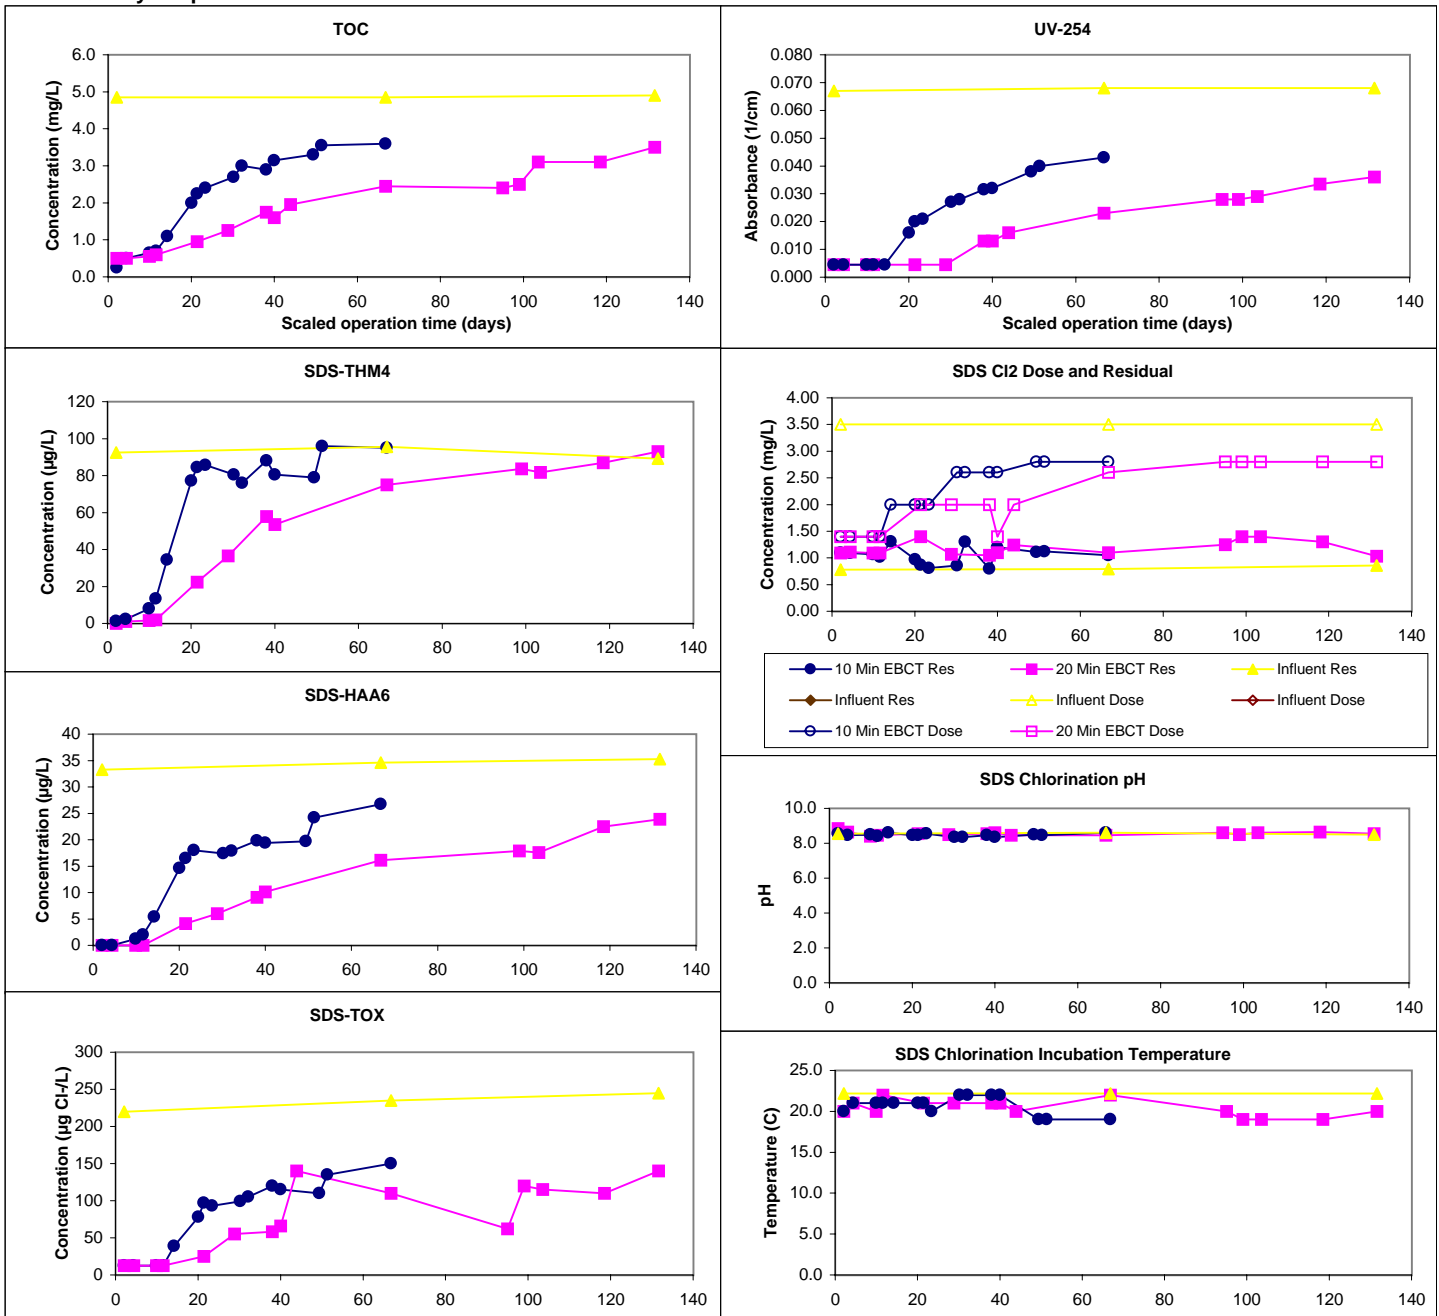 TOC
6.0
5.0
4.0
3.0
2.0
1.0
0.0
Concentration (mg/L)
0 20 40 60 80 100 120 140
Scaled operation time (days)
UV-254
0.080
0.070
0.060
0.050
0.040
0.030
0.020
0.010
0.000
Absorbance (1/cm)
0 20 40 60 80 100 120 140
Scaled operation time (days)
SDS-THM4
120
100
80
60
40
20
0
Concentration (µg/L)
0 20 40 60 80 100 120 140
SDS Cl2 Dose and Residual
4.00
3.50
3.00
2.50
2.00
1.50
1.00
0.50
0.00
Concentration (mg/L)
0 20 40 60 80 100 120 140
10 Min EBCT Res 20 Min EBCT Res Influent Res
Influent Res Influent Dose Influent Dose
10 Min EBCT Dose 20 Min EBCT Dose
SDS-HAA6
40
35
30
25
20
15
10
5
0
Concentration (µg/L)
0 20 40 60 80 100 120 140
SDS Chlorination pH
10.0
8.0
6.0
4.0
2.0
0.0
pH
0 20 40 60 80 100 120 140
SDS-TOX
300
250
200
150
100
50
0
Concentration (µg Cl-/L)
0 20 40 60 80 100 120 140
SDS Chlorination Incubation Temperature
25.0
20.0
15.0
10.0
5.0
0.0
Temperature (C)
0 20 40 60 80 100 120 140